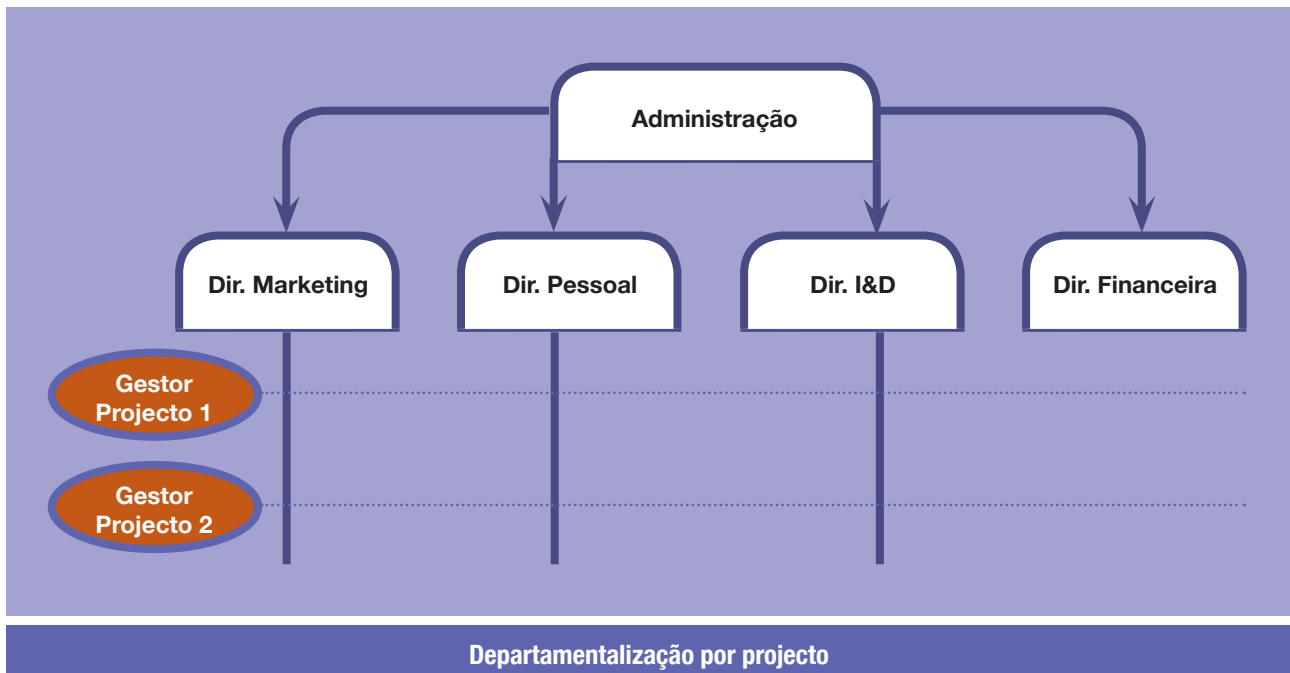 Administração
Dir. Marketing
Dir. Pessoal
Dir. I&D
Dir. Financeira
Gestor
Projecto 1
Gestor
Projecto 2
Departamentalização por projecto